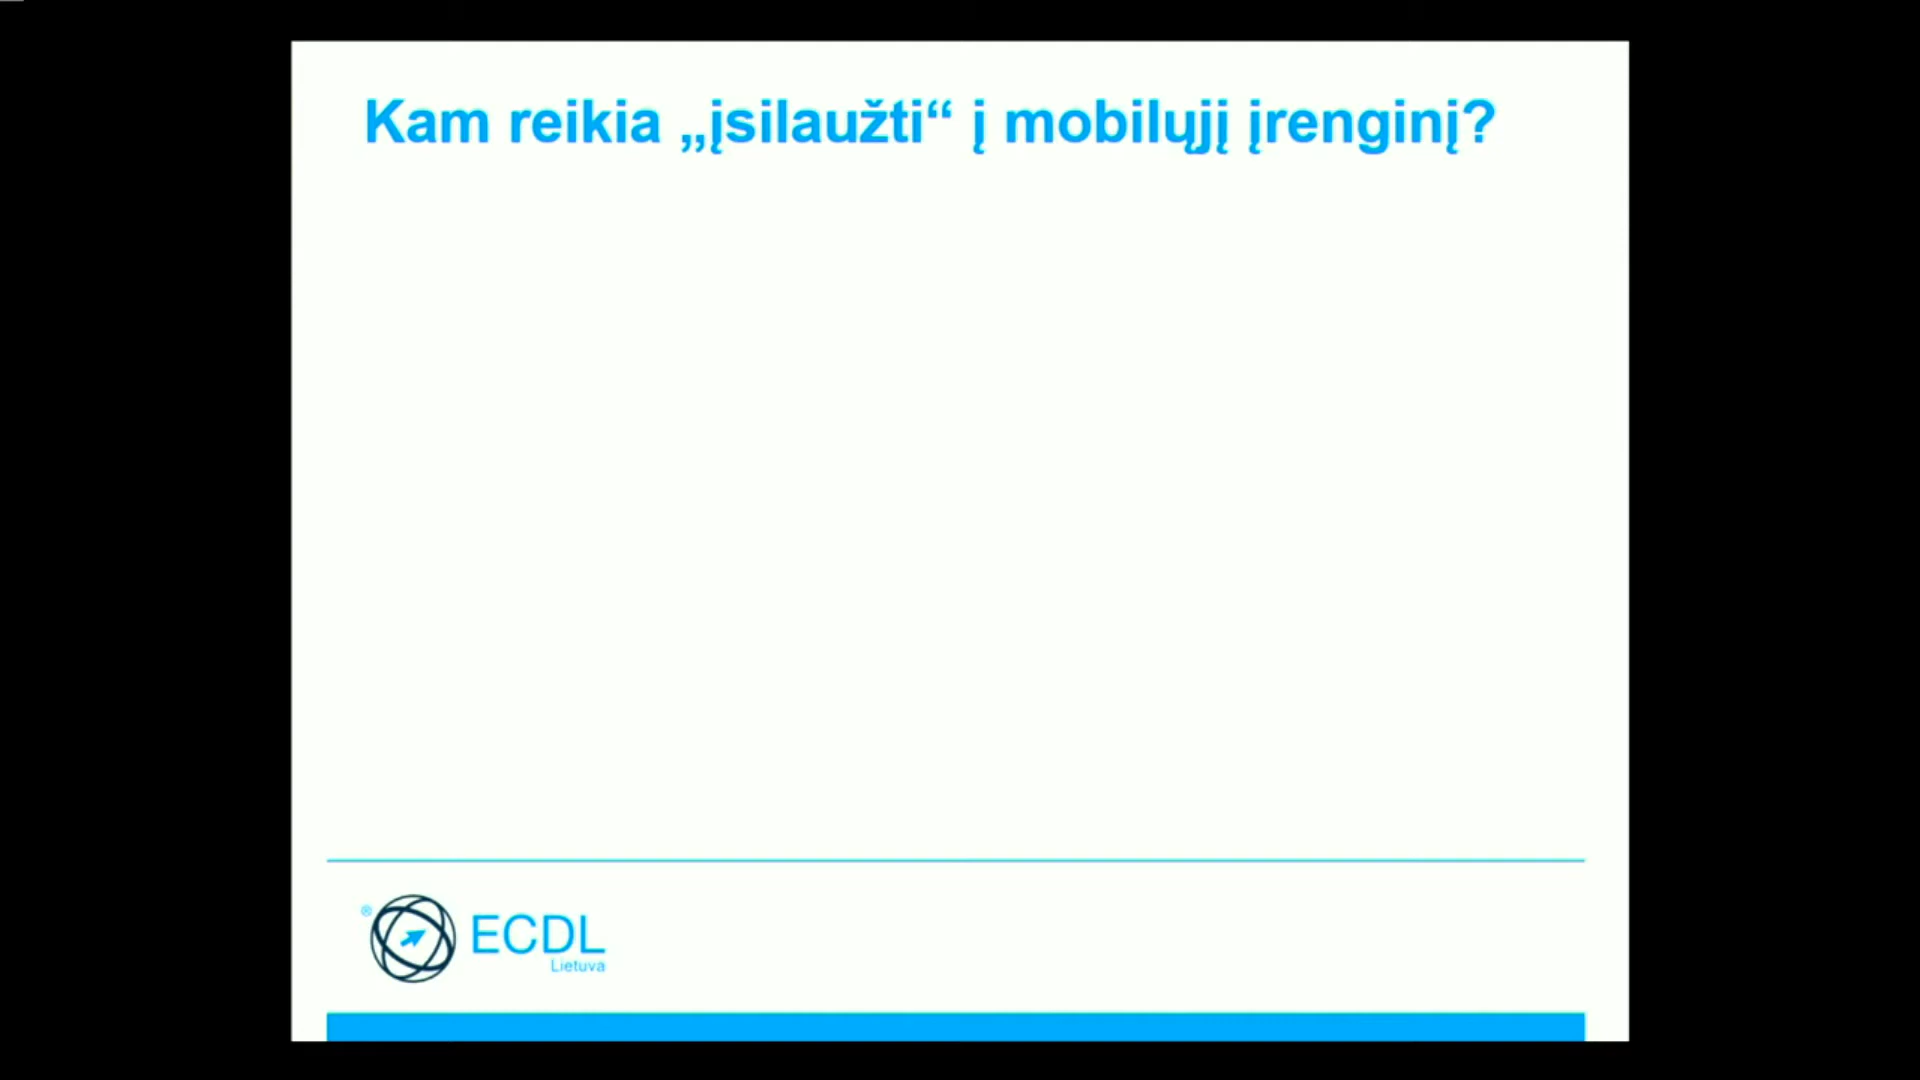 Kam reikia „įsilaužti“ į mobilųjį įrenginį?
® ECDL
Lietuva